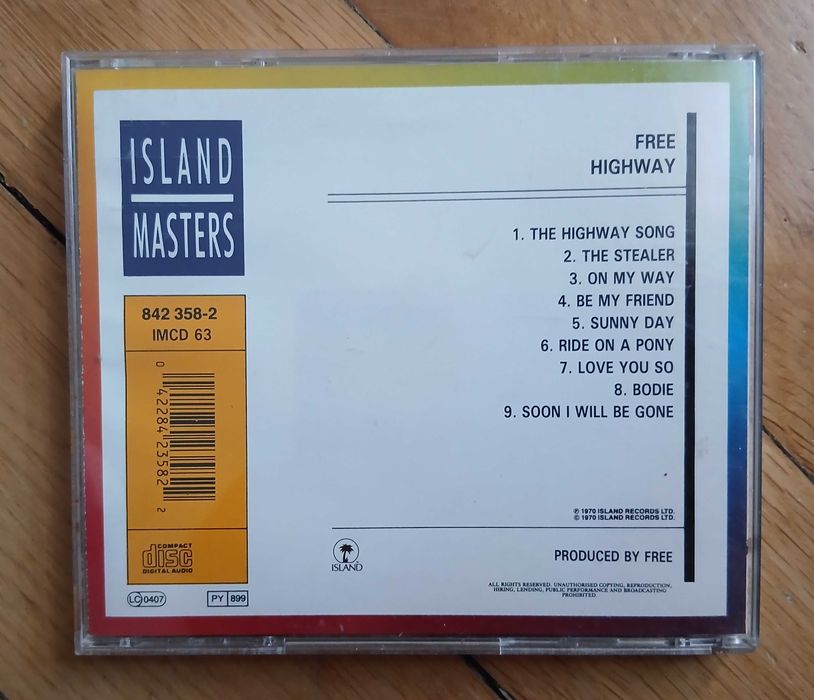 ISLAND
MASTERS
842 358-2
IMCD 63
0 42284 23582 2
COMPACT
disc
DIGITAL AUDIO
LC 0407
PY 899
FREE
HIGHWAY
1. THE HIGHWAY SONG
2. THE STEALER
3. ON MY WAY
4. BE MY FRIEND
5. SUNNY DAY
6. RIDE ON A PONY
7. LOVE YOU SO
8. BODIE
9. SOON I WILL BE GONE
℗ 1970 ISLAND RECORDS LTD.
© 1970 ISLAND RECORDS LTD.
ISLAND
PRODUCED BY FREE
ALL RIGHTS RESERVED. UNAUTHORISED COPYING, REPRODUCTION,
HIRING, LENDING, PUBLIC PERFORMANCE AND BROADCASTING
PROHIBITED.